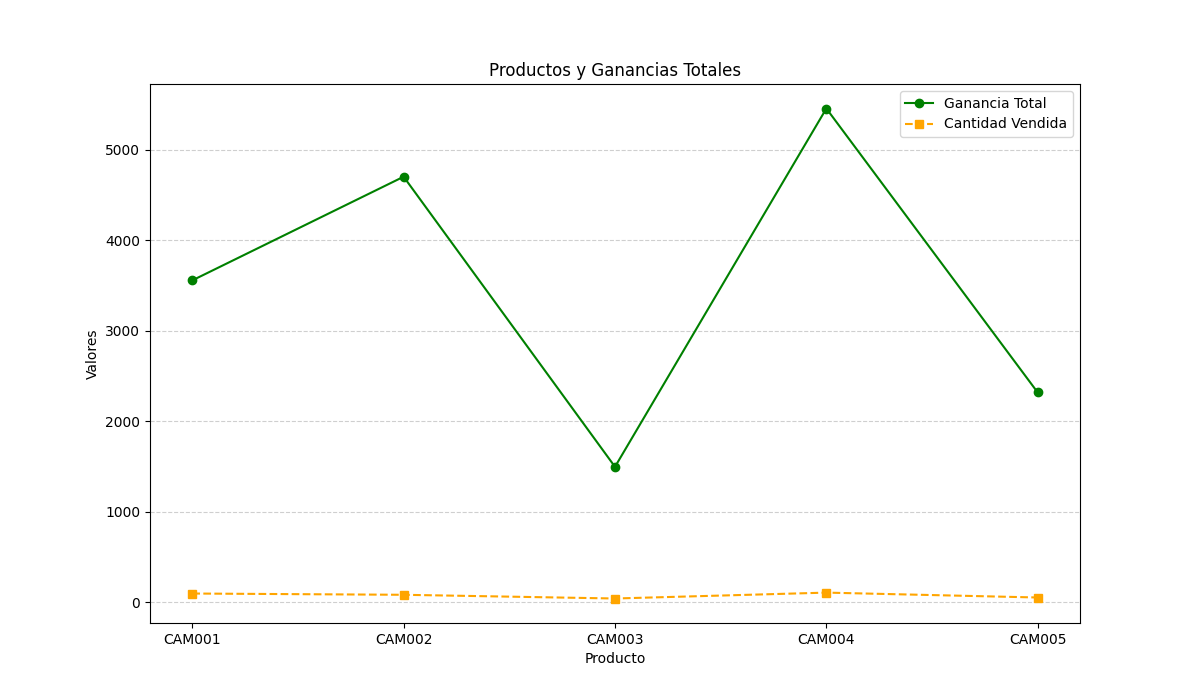 Productos y Ganancias Totales
Ganancia Total
Cantidad Vendida
Valores
5000
4000
3000
2000
1000
0
CAM001 CAM002 CAM003 CAM004 CAM005
Producto